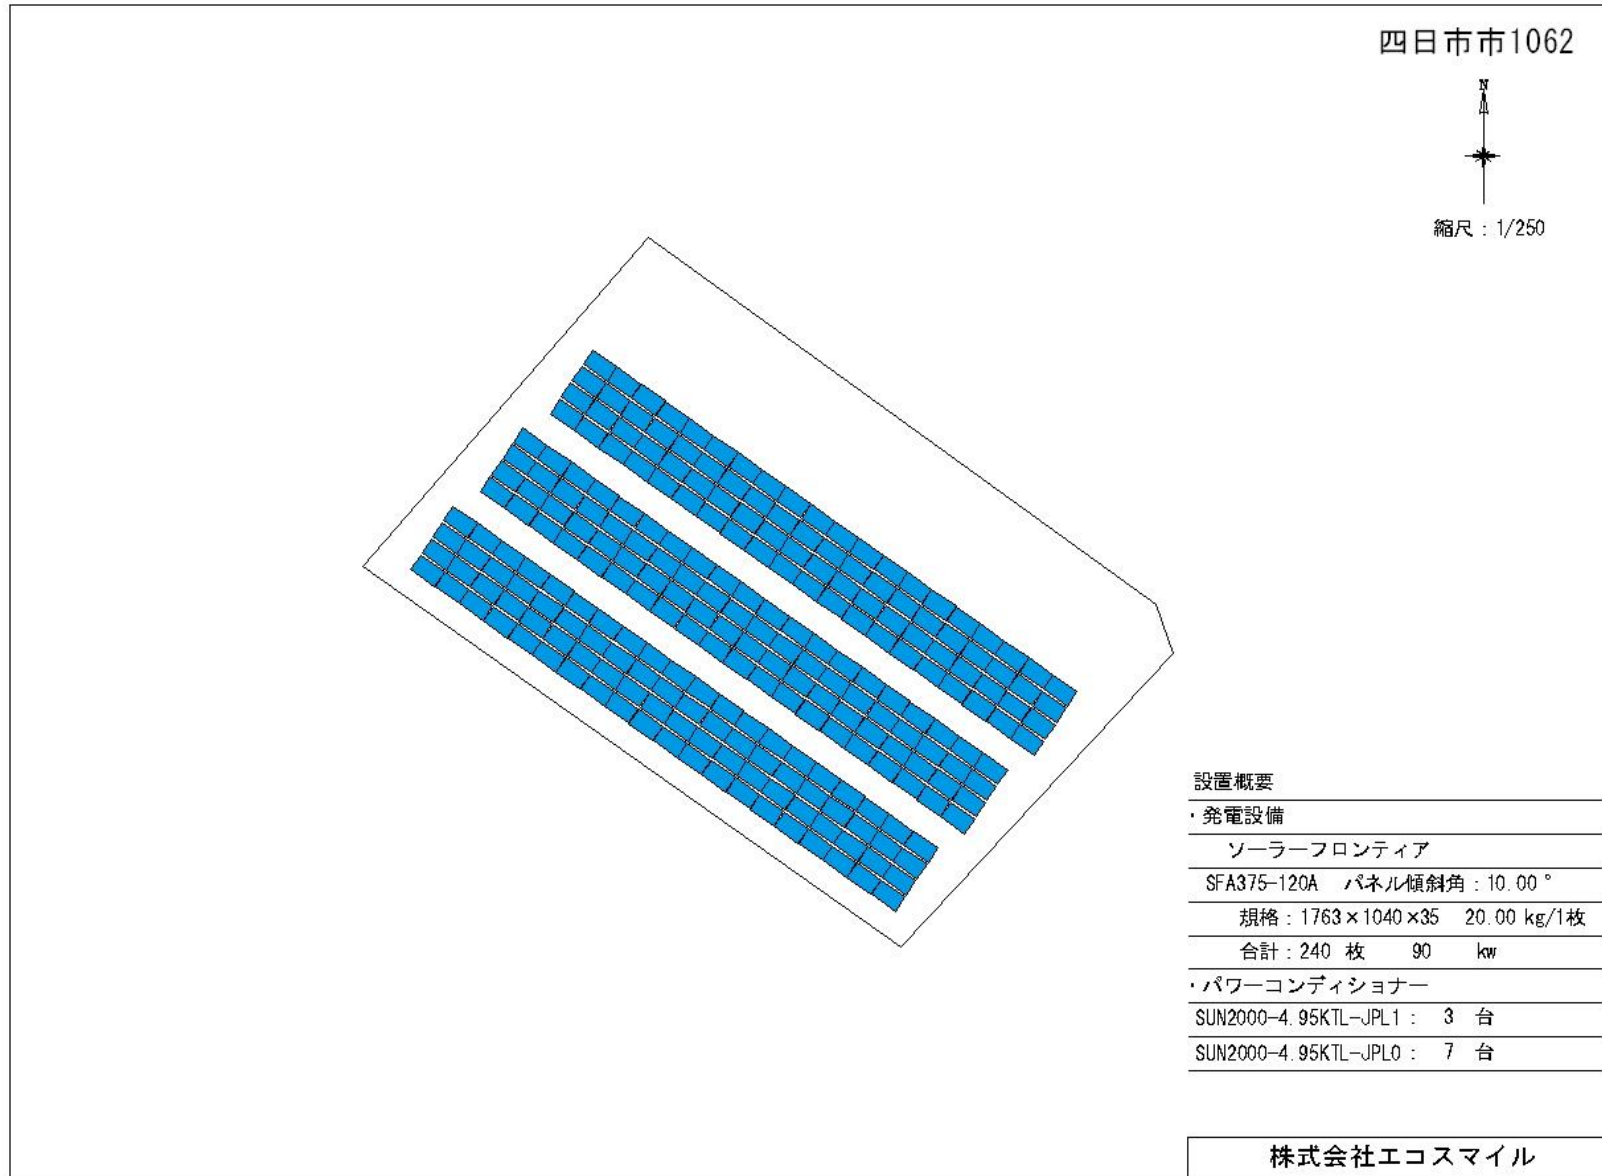 四日市市1062
N
縮尺：1/250
設置概要
・発電設備
ソーラーフロンティア
SFA375-120A パネル傾斜角：10.00°
規格：1763×1040×35 20.00 kg/1枚
合計：240 枚 90 kw
・パワーコンディショナー
SUN2000-4.95KTL-JPL1： 3 台
SUN2000-4.95KTL-JPL0： 7 台
株式会社エコスマイル